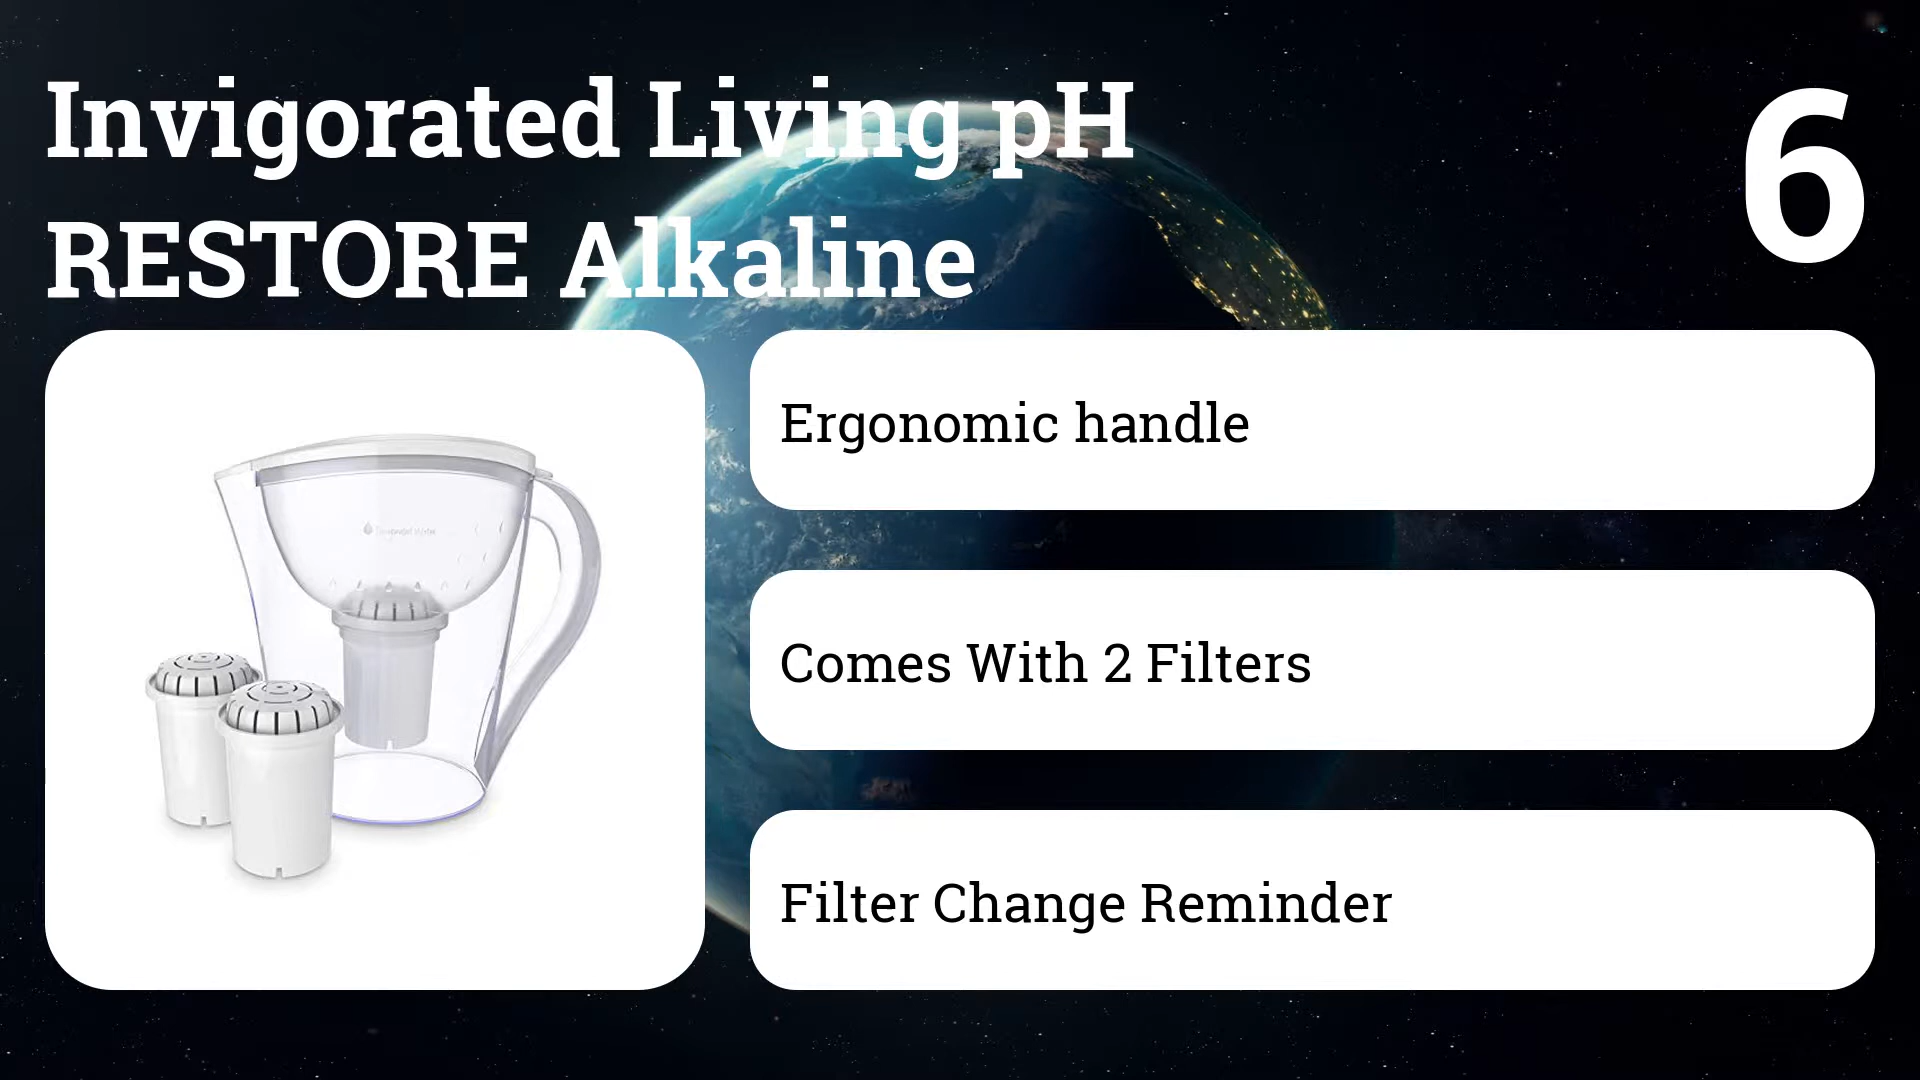 Invigorated Living pH
RESTORE Alkaline
6
Ergonomic handle
Comes With 2 Filters
Filter Change Reminder